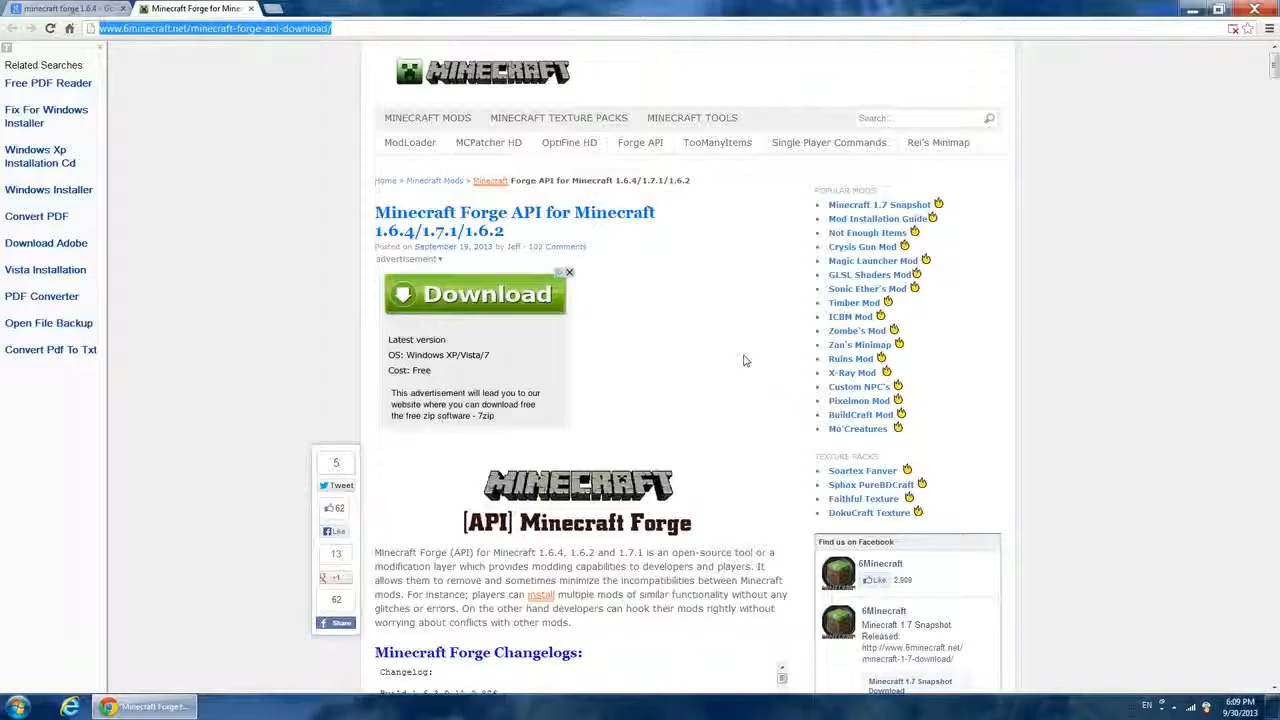 minecraft forge 1.6.4 - Go
Minecraft Forge for Mine
www.6minecraft.net/minecraft-forge-api-download/
Related Searches:
Free PDF Reader
Fix For Windows
Installer
Windows Xp
Installation Cd
Windows Installer
Convert PDF
Download Adobe
Vista Installation
PDF Converter
Open File Backup
Convert Pdf To Txt
MINECRAFT
MINECRAFT MODS MINECRAFT TEXTURE PACKS MINECRAFT TOOLS Search...
ModLoader MCPatcher HD OptiFine HD Forge API TooManyItems Single Player Commands.. Rei's Minimap
Home » Minecraft Mods » Minecraft Forge API for Minecraft 1.6.4/1.7.1/1.6.2
Minecraft Forge API for Minecraft
1.6.4/1.7.1/1.6.2
Posted on September 19, 2013 by Jeff - 102 Comments
advertisement ▾
Download
Latest version
OS: Windows XP/Vista/7
Cost: Free
This advertisement will lead you to our
website where you can download free
the free zip software - 7zip
5
Tweet
62
Like
13
+1
62
Share
MINECRAFT
[API] Minecraft Forge
Minecraft Forge (API) for Minecraft 1.6.4, 1.6.2 and 1.7.1 is an open-source tool or a
modification layer which provides modding capabilities to developers and players. It
allows them to remove and sometimes minimize the incompatibilities between Minecraft
mods. For instance; players can install multiple mods of similar functionality without any
glitches or errors. On the other hand developers can hook their mods rightly without
worrying about conflicts with other mods.
Minecraft Forge Changelogs:
Changelog:
POPULAR MODS:
Minecraft 1.7 Snapshot
Mod Installation Guide
Not Enough Items
Crysis Gun Mod
Magic Launcher Mod
GLSL Shaders Mod
Sonic Ether's Mod
Timber Mod
ICBM Mod
Zombe's Mod
Zan's Minimap
Ruins Mod
X-Ray Mod
Custom NPC's
Pixelmon Mod
BuildCraft Mod
Mo'Creatures
TEXTURE PACKS
Soartex Fanver
Sphax PureBDCraft
Faithful Texture
DokuCraft Texture
Find us on Facebook
6Minecraft
Like 2,909
6Minecraft
Minecraft 1.7 Snapshot
Released:
http://www.6minecraft.net/
minecraft-1-7-download/
Minecraft 1.7 Snapshot
Download
Minecraft F...
EN
6:09 PM
9/30/2013